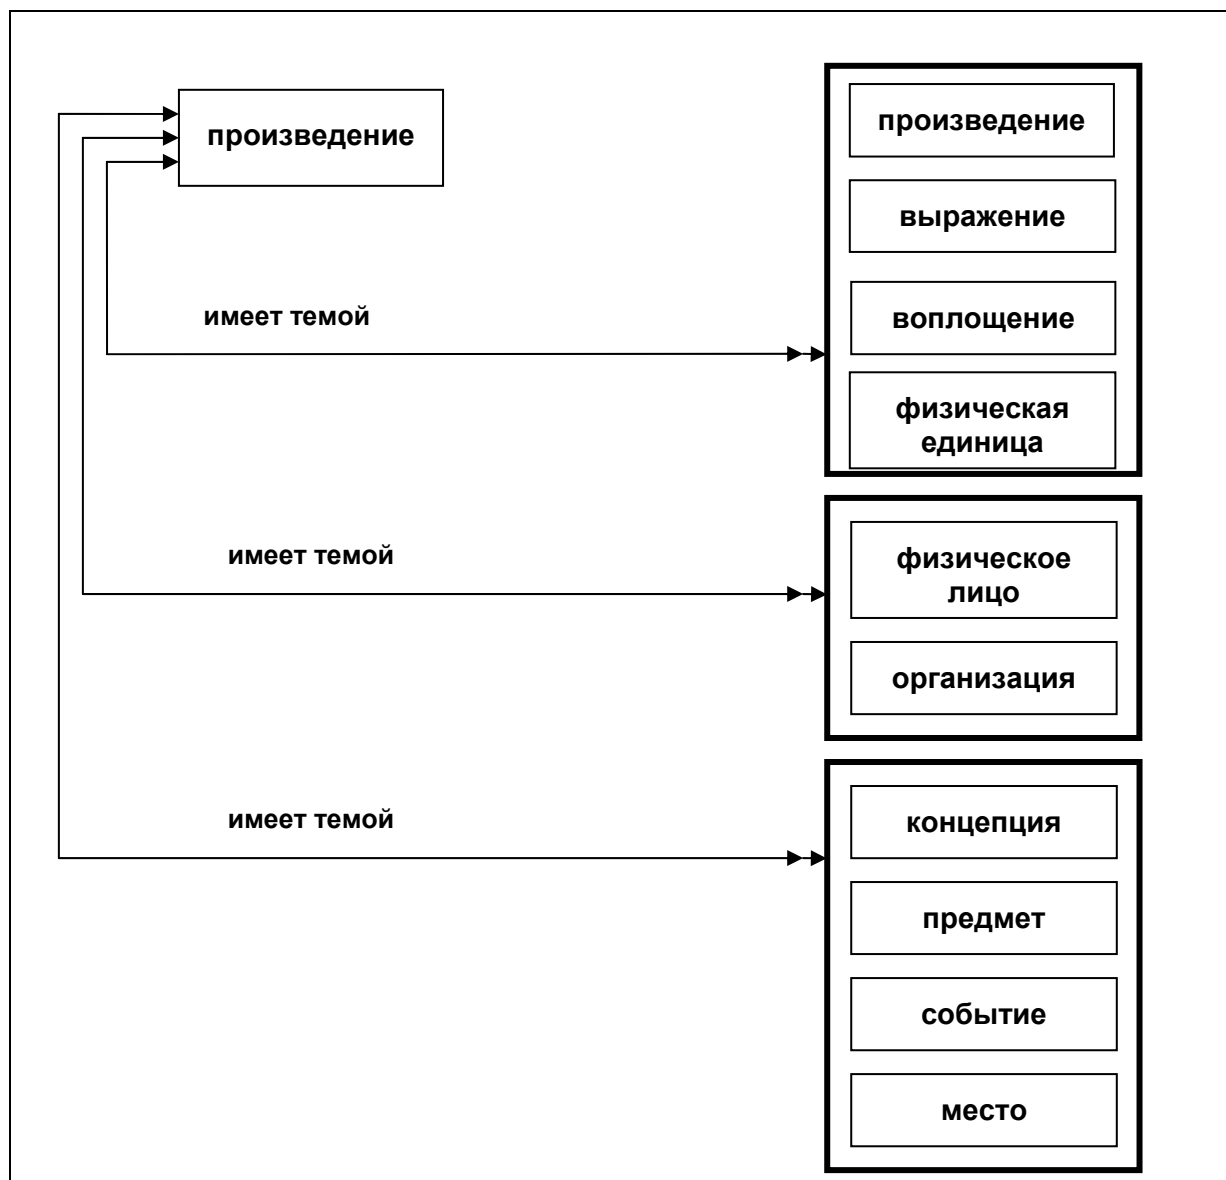 произведение
произведение
выражение
имеет темой
воплощение
физическая
единица
имеет темой
физическое
лицо
организация
имеет темой
концепция
предмет
событие
место